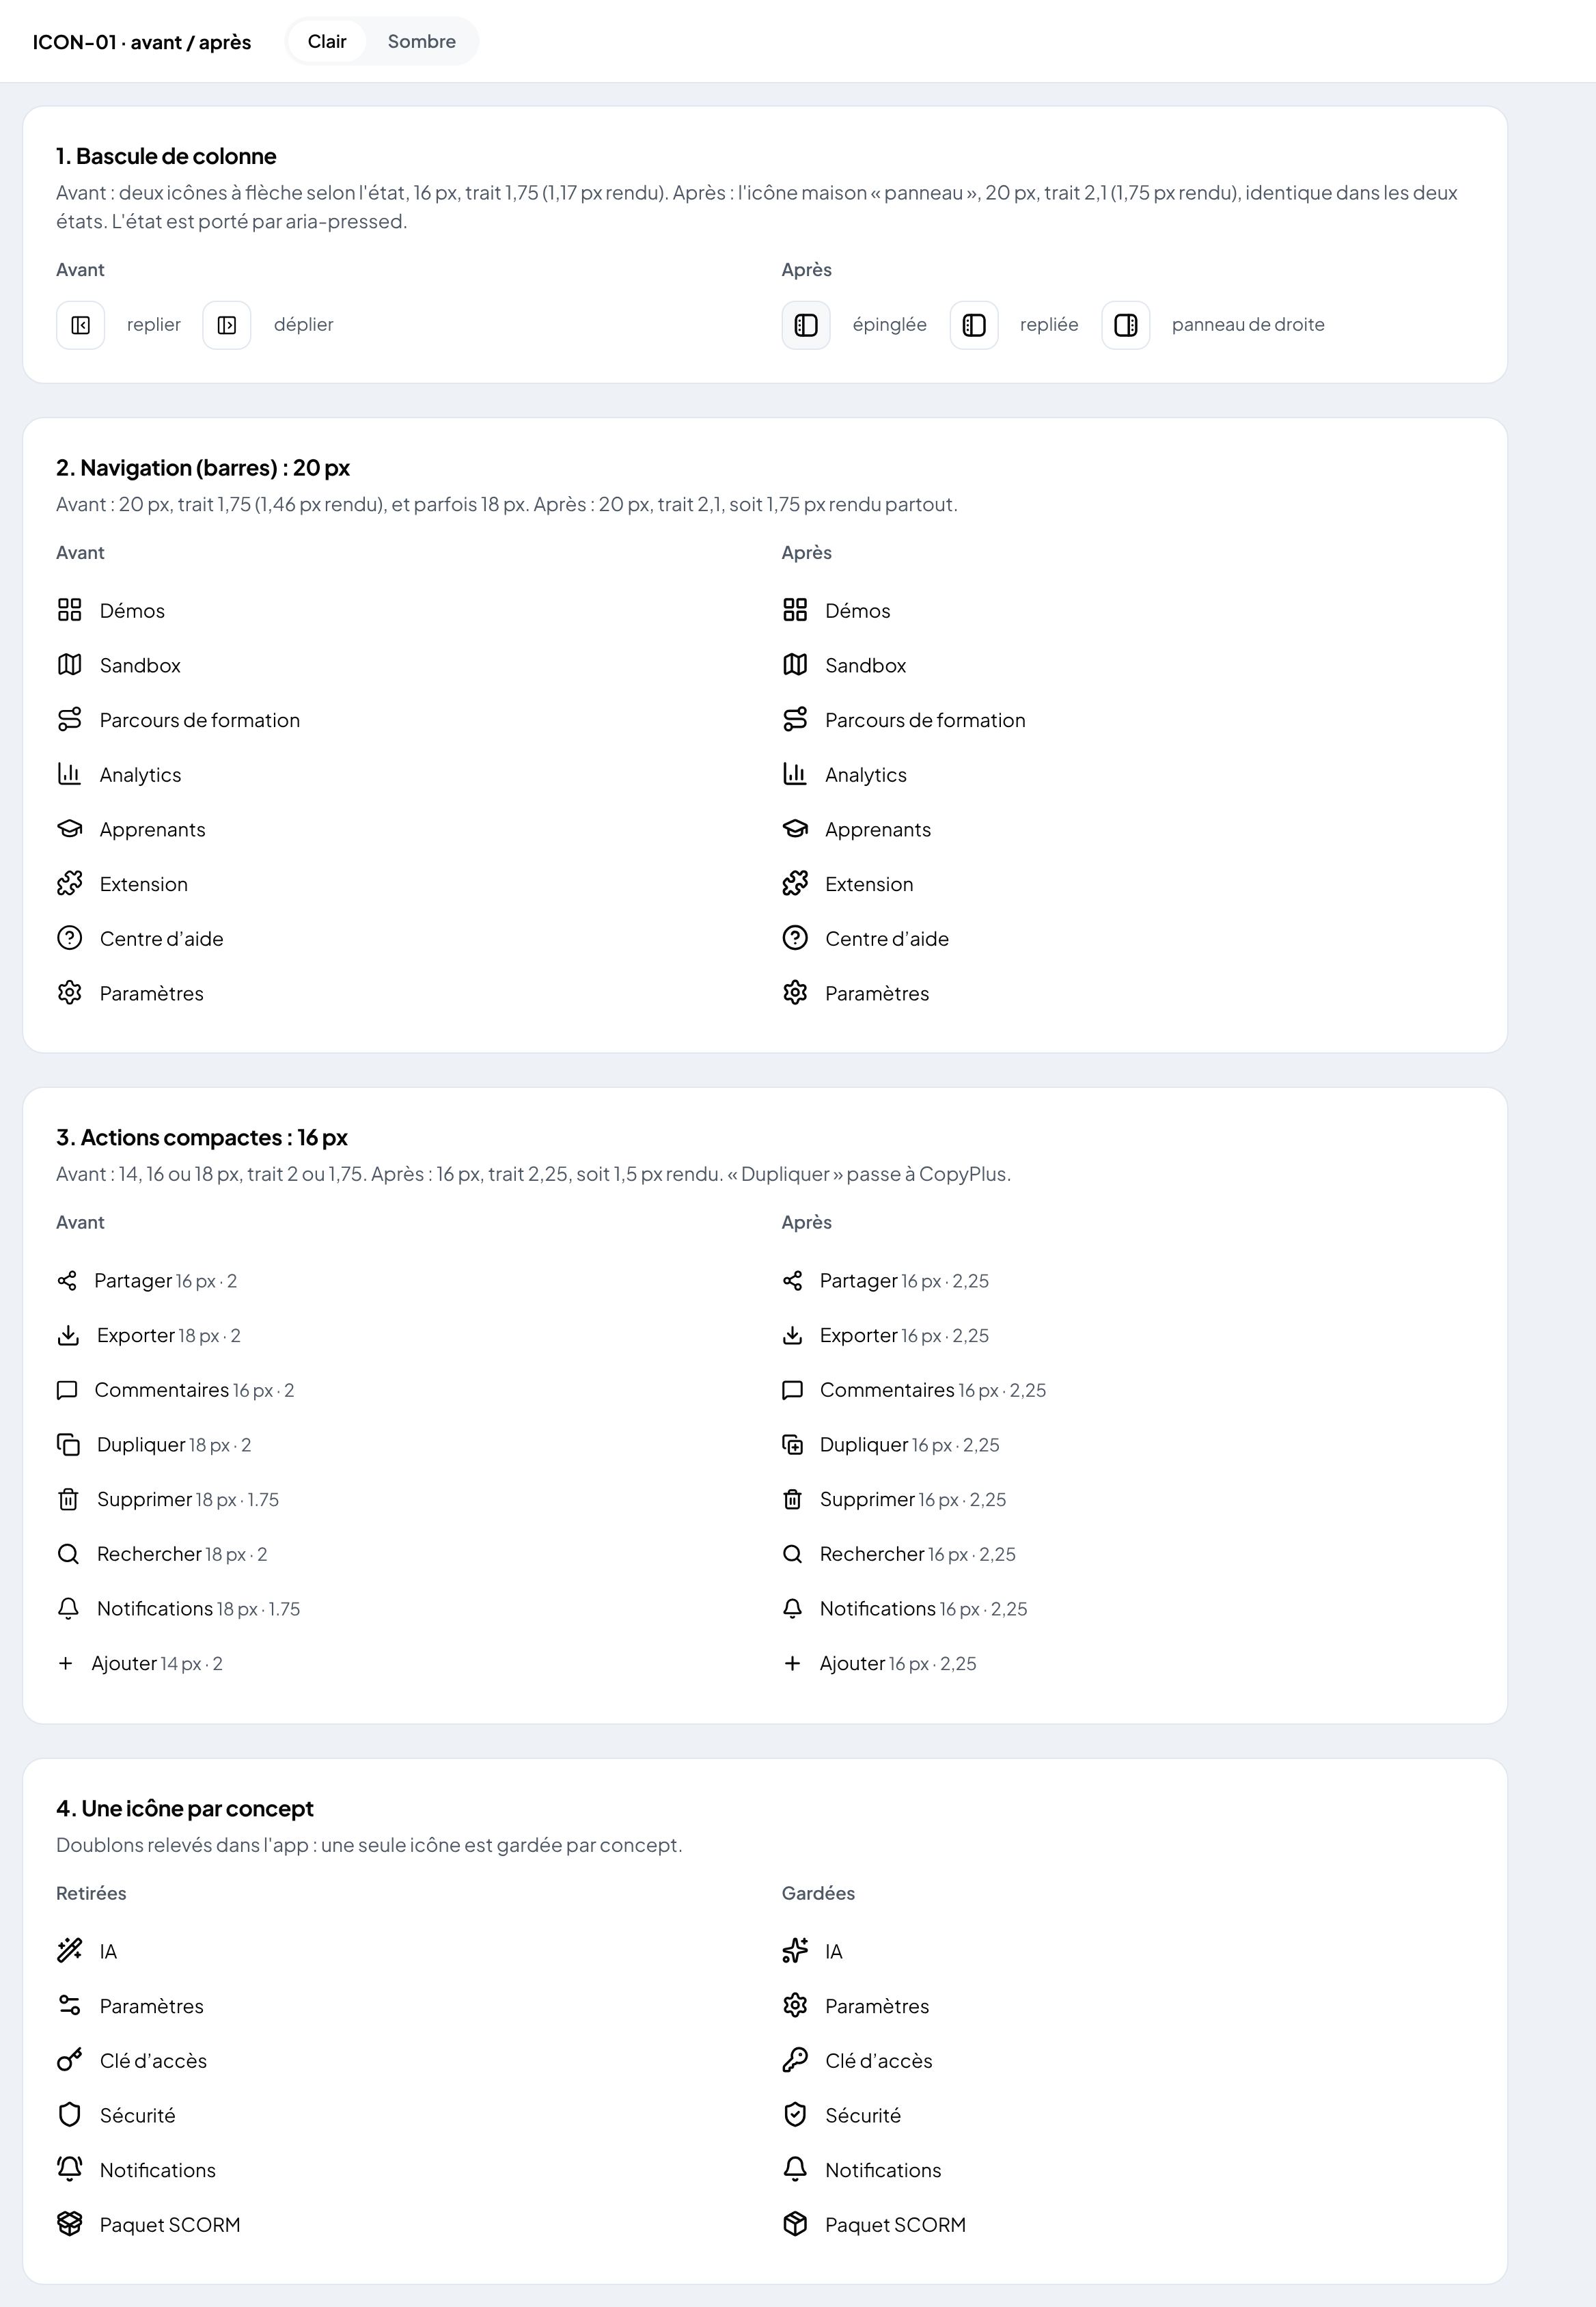 ICON-01 · avant / après
Clair
Sombre
1. Bascule de colonne
Avant : deux icônes à flèche selon l'état, 16 px, trait 1,75 (1,17 px rendu). Après : l'icône maison « panneau », 20 px, trait 2,1 (1,75 px rendu), identique dans les deux
états. L'état est porté par aria-pressed.
Avant
replier
déplier
Après
épinglée
repliée
panneau de droite
2. Navigation (barres) : 20 px
Avant : 20 px, trait 1,75 (1,46 px rendu), et parfois 18 px. Après : 20 px, trait 2,1, soit 1,75 px rendu partout.
Avant
Démos
Sandbox
Parcours de formation
Analytics
Apprenants
Extension
Centre d’aide
Paramètres
Après
Démos
Sandbox
Parcours de formation
Analytics
Apprenants
Extension
Centre d’aide
Paramètres
3. Actions compactes : 16 px
Avant : 14, 16 ou 18 px, trait 2 ou 1,75. Après : 16 px, trait 2,25, soit 1,5 px rendu. « Dupliquer » passe à CopyPlus.
Avant
Partager 16 px · 2
Exporter 18 px · 2
Commentaires 16 px · 2
Dupliquer 18 px · 2
Supprimer 18 px · 1.75
Rechercher 18 px · 2
Notifications 18 px · 1.75
Ajouter 14 px · 2
Après
Partager 16 px · 2,25
Exporter 16 px · 2,25
Commentaires 16 px · 2,25
Dupliquer 16 px · 2,25
Supprimer 16 px · 2,25
Rechercher 16 px · 2,25
Notifications 16 px · 2,25
Ajouter 16 px · 2,25
4. Une icône par concept
Doublons relevés dans l'app : une seule icône est gardée par concept.
Retirées
IA
Paramètres
Clé d’accès
Sécurité
Notifications
Paquet SCORM
Gardées
IA
Paramètres
Clé d’accès
Sécurité
Notifications
Paquet SCORM